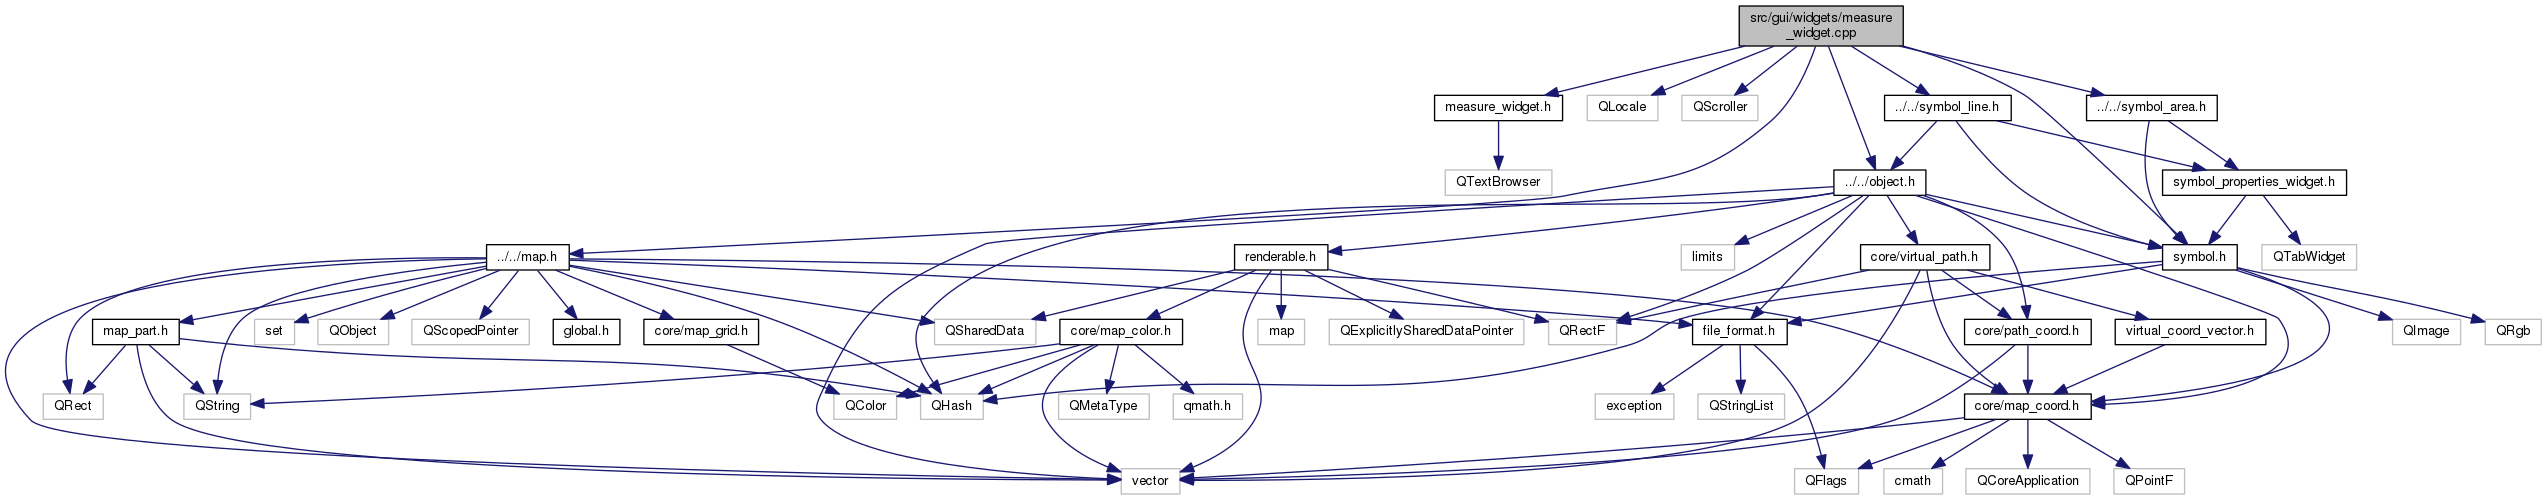 src/gui/widgets/measure
_widget.cpp
measure_widget.h
QLocale
QScroller
../../symbol_line.h
../../symbol_area.h
QTextBrowser
../../object.h
symbol_properties_widget.h
../../map.h
renderable.h
limits
core/virtual_path.h
symbol.h
QTabWidget
map_part.h
set
QObject
QScopedPointer
global.h
core/map_grid.h
QSharedData
core/map_color.h
map
QExplicitlySharedDataPointer
QRectF
file_format.h
core/path_coord.h
virtual_coord_vector.h
QImage
QRgb
QRect
QString
QColor
QHash
QMetaType
qmath.h
exception
QStringList
core/map_coord.h
vector
QFlags
cmath
QCoreApplication
QPointF